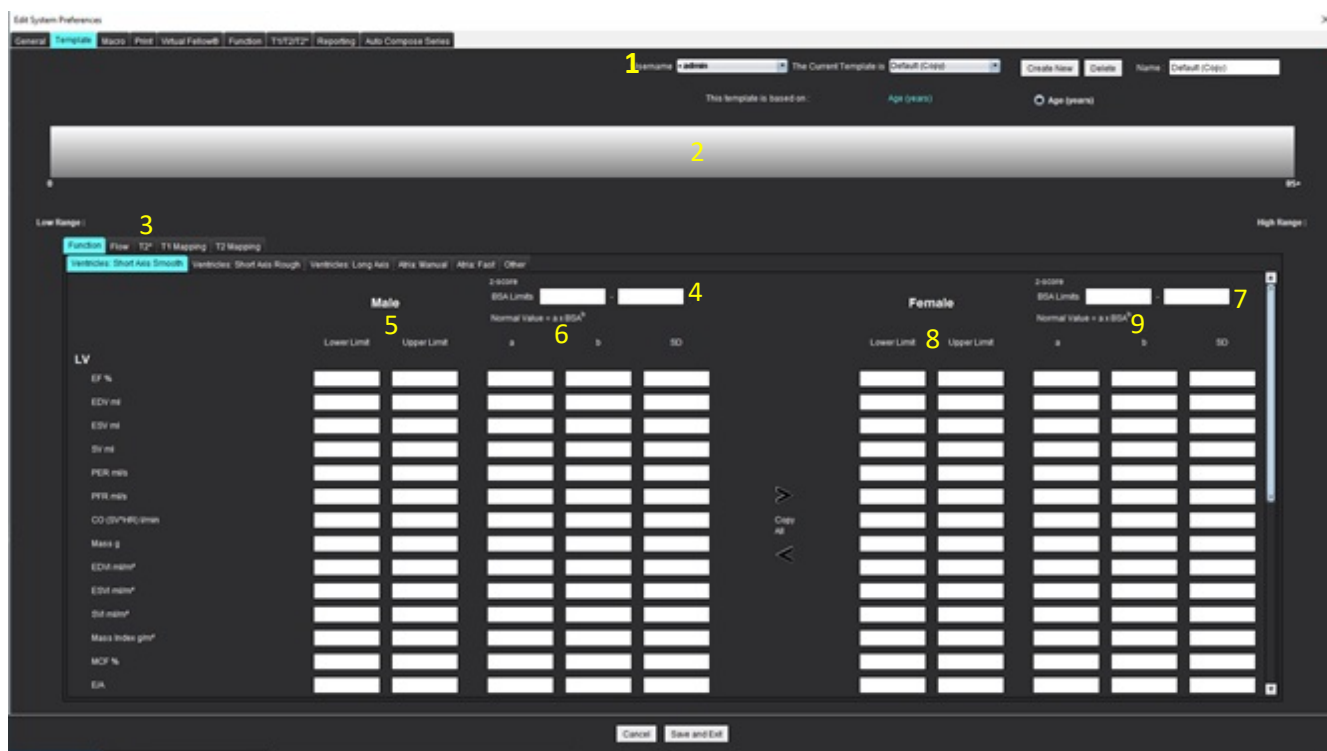 Edit System Preferences
General Template Macro Print Virtual Fellow® Function T1/T2/T2* Reporting Auto Compose Series
1 Username admin The Current Template is Default (Copy) Create New Delete Name Default (Copy)
This template is based on: Age (years) Age (years)
2
0 85+
Low Range : High Range :
3
Function Flow T2* T1 Mapping T2 Mapping
Ventricles: Short Axis Smooth Ventricles: Short Axis Rough Ventricles: Long Axis Atria: Manual Atria: Fast Other
z-score z-score
Male BSA Limits - 4 Female BSA Limits - 7
5 Normal Value = a x BSA^b 6 Normal Value = a x BSA^b 9
Lower Limit Upper Limit a b SD Lower Limit 8 Upper Limit a b SD
LV
EF %
EDV ml
ESV ml
SV ml
PER ml/s
PFR ml/s
>
CO (SV*HR) l/min Copy
All
Mass g
<
EDVI ml/m²
ESVI ml/m²
SVI ml/m²
Mass Index g/m²
MCF %
E/A
Cancel Save and Exit